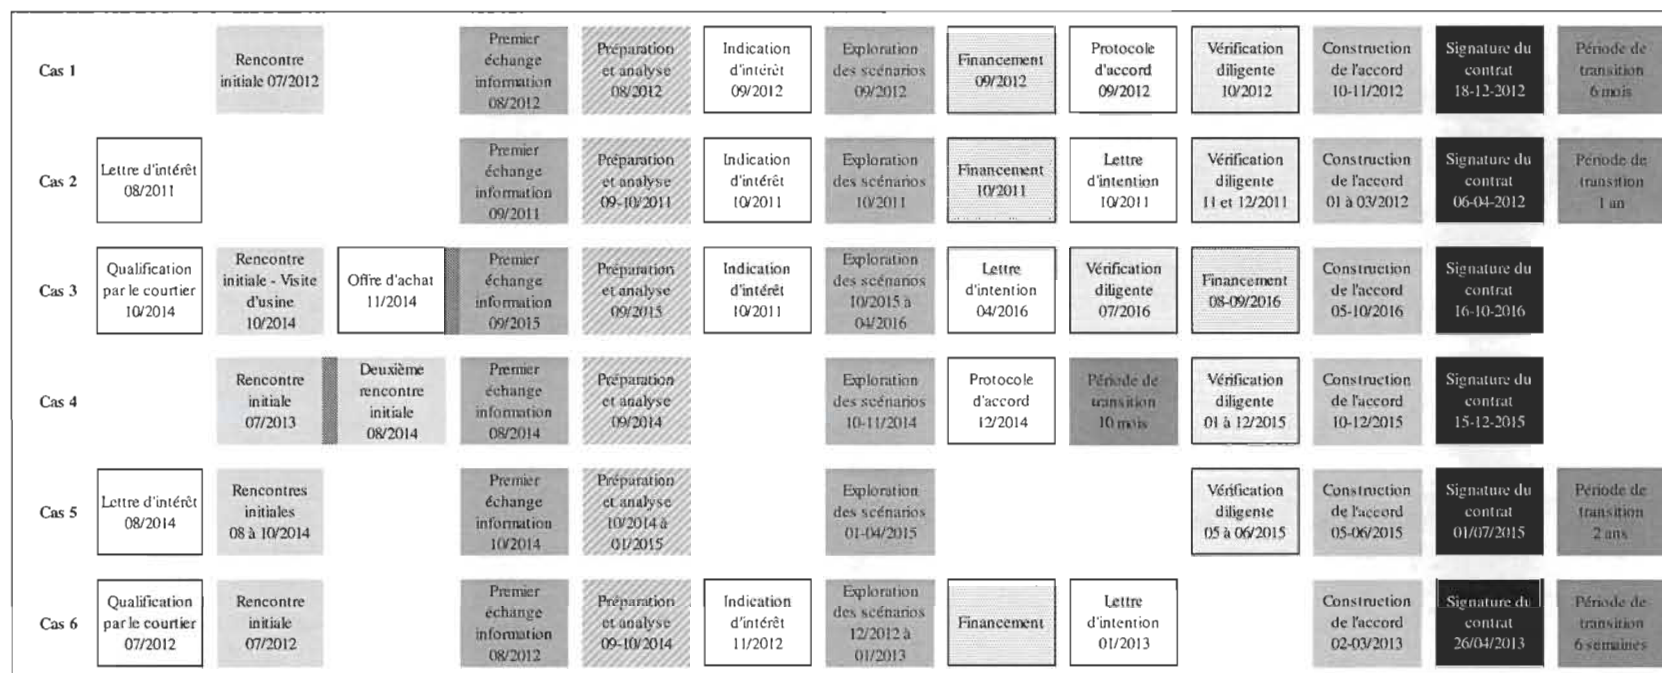 Cas 1
Rencontre
initiale 07/2012
Premier
échange
information
08/2012
Préparation
et analyse
08/2012
Indication
d'intérêt
09/2012
Exploration
des scénarios
09/2012
Financement
09/2012
Protocole
d'accord
09/2012
Vérification
diligente
10/2012
Construction
de l'accord
10-11/2012
Signature du
contrat
18-12-2012
Période de
transition
6 mois
Cas 2
Lettre d'intérêt
08/2011
Premier
échange
information
09/2011
Préparation
et analyse
09-10/2011
Indication
d'intérêt
10/2011
Exploration
des scénarios
10/2011
Financement
10/2011
Lettre
d'intention
10/2011
Vérification
diligente
11 et 12/2011
Construction
de l'accord
01 à 03/2012
Signature du
contrat
06-04-2012
Période de
transition
1 an
Cas 3
Qualification
par le courtier
10/2014
Rencontre
initiale - Visite
d'usine
10/2014
Offre d'achat
11/2014
Premier
échange
information
09/2015
Préparation
et analyse
09/2015
Indication
d'intérêt
10/2011
Exploration
des scénarios
10/2015 à
04/2016
Lettre
d'intention
04/2016
Vérification
diligente
07/2016
Financement
08-09/2016
Construction
de l'accord
05-10/2016
Signature du
contrat
16-10-2016
Cas 4
Rencontre
initiale
07/2013
Deuxième
rencontre
initiale
08/2014
Premier
échange
information
08/2014
Préparation
et analyse
09/2014
Exploration
des scénarios
10-11/2014
Protocole
d'accord
12/2014
Période de
transition
10 mois
Vérification
diligente
01 à 12/2015
Construction
de l'accord
10-12/2015
Signature du
contrat
15-12-2015
Cas 5
Lettre d'intérêt
08/2014
Rencontres
initiales
08 à 10/2014
Premier
échange
information
10/2014
Préparation
et analyse
10/2014 à
01/2015
Exploration
des scénarios
01-04/2015
Vérification
diligente
05 à 06/2015
Construction
de l'accord
05-06/2015
Signature du
contrat
01/07/2015
Période de
transition
2 ans
Cas 6
Qualification
par le courtier
07/2012
Rencontre
initiale
07/2012
Premier
échange
information
08/2012
Préparation
et analyse
09-10/2014
Indication
d'intérêt
11/2012
Exploration
des scénarios
12/2012 à
01/2013
Financement
Lettre
d'intention
01/2013
Construction
de l'accord
02-03/2013
Signature du
contrat
26/04/2013
Période de
transition
6 semaines